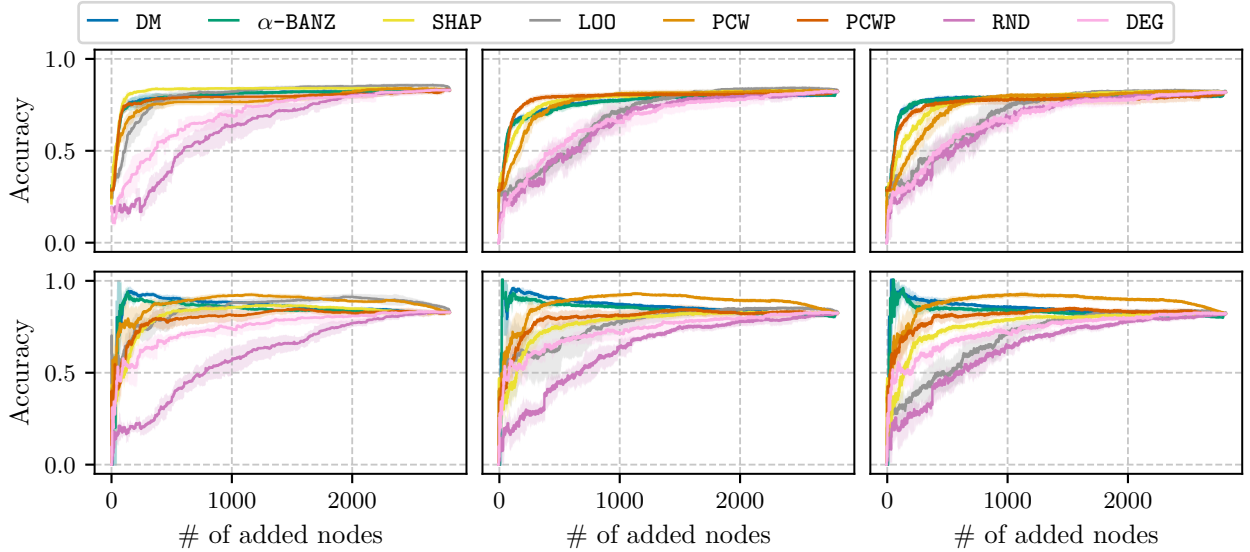 DM α-BANZ SHAP LOO PCW PCWP RND DEG
1.0
0.5
0.0
Accuracy
1.0
0.5
0.0
Accuracy
0 1000 2000 0 1000 2000 0 1000 2000
# of added nodes # of added nodes # of added nodes